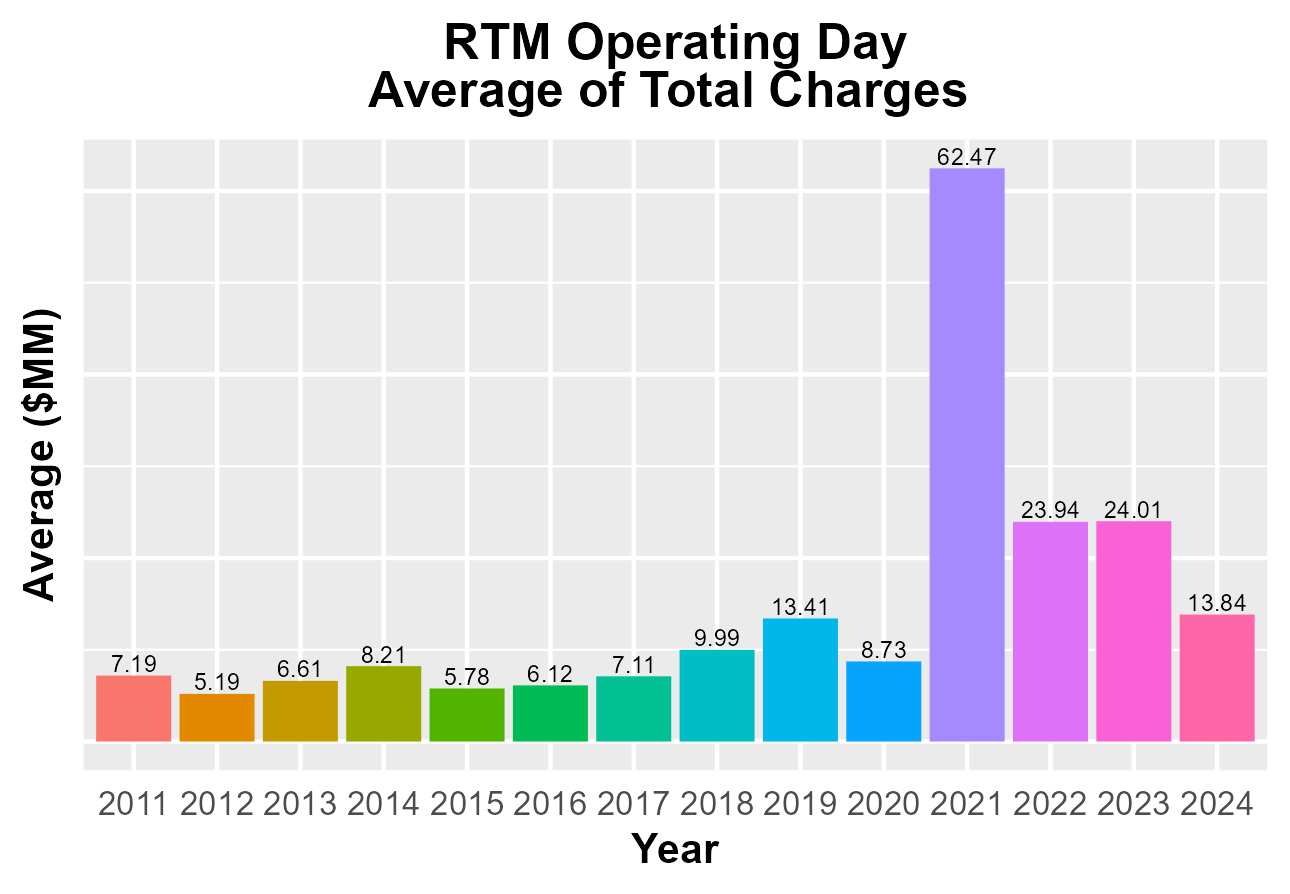 RTM Operating Day
Average of Total Charges
Average ($MM)
62.47
23.94 24.01
13.84
13.41
9.99
8.73
8.21
7.19
7.11
6.61
6.12
5.78
5.19
2011 2012 2013 2014 2015 2016 2017 2018 2019 2020 2021 2022 2023 2024
Year